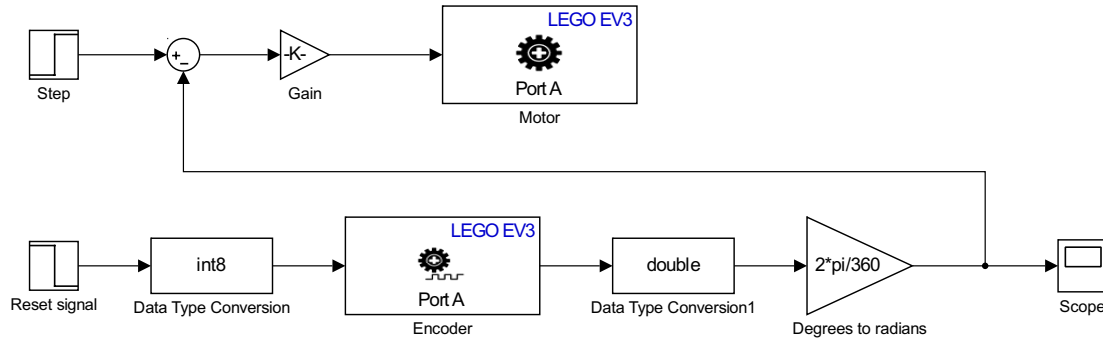 LEGO EV3
Port A
Motor
Step
+
−
-K-
Gain
LEGO EV3
Port A
Encoder
Reset signal
int8
Data Type Conversion
double
Data Type Conversion1
2*pi/360
Degrees to radians
Scope